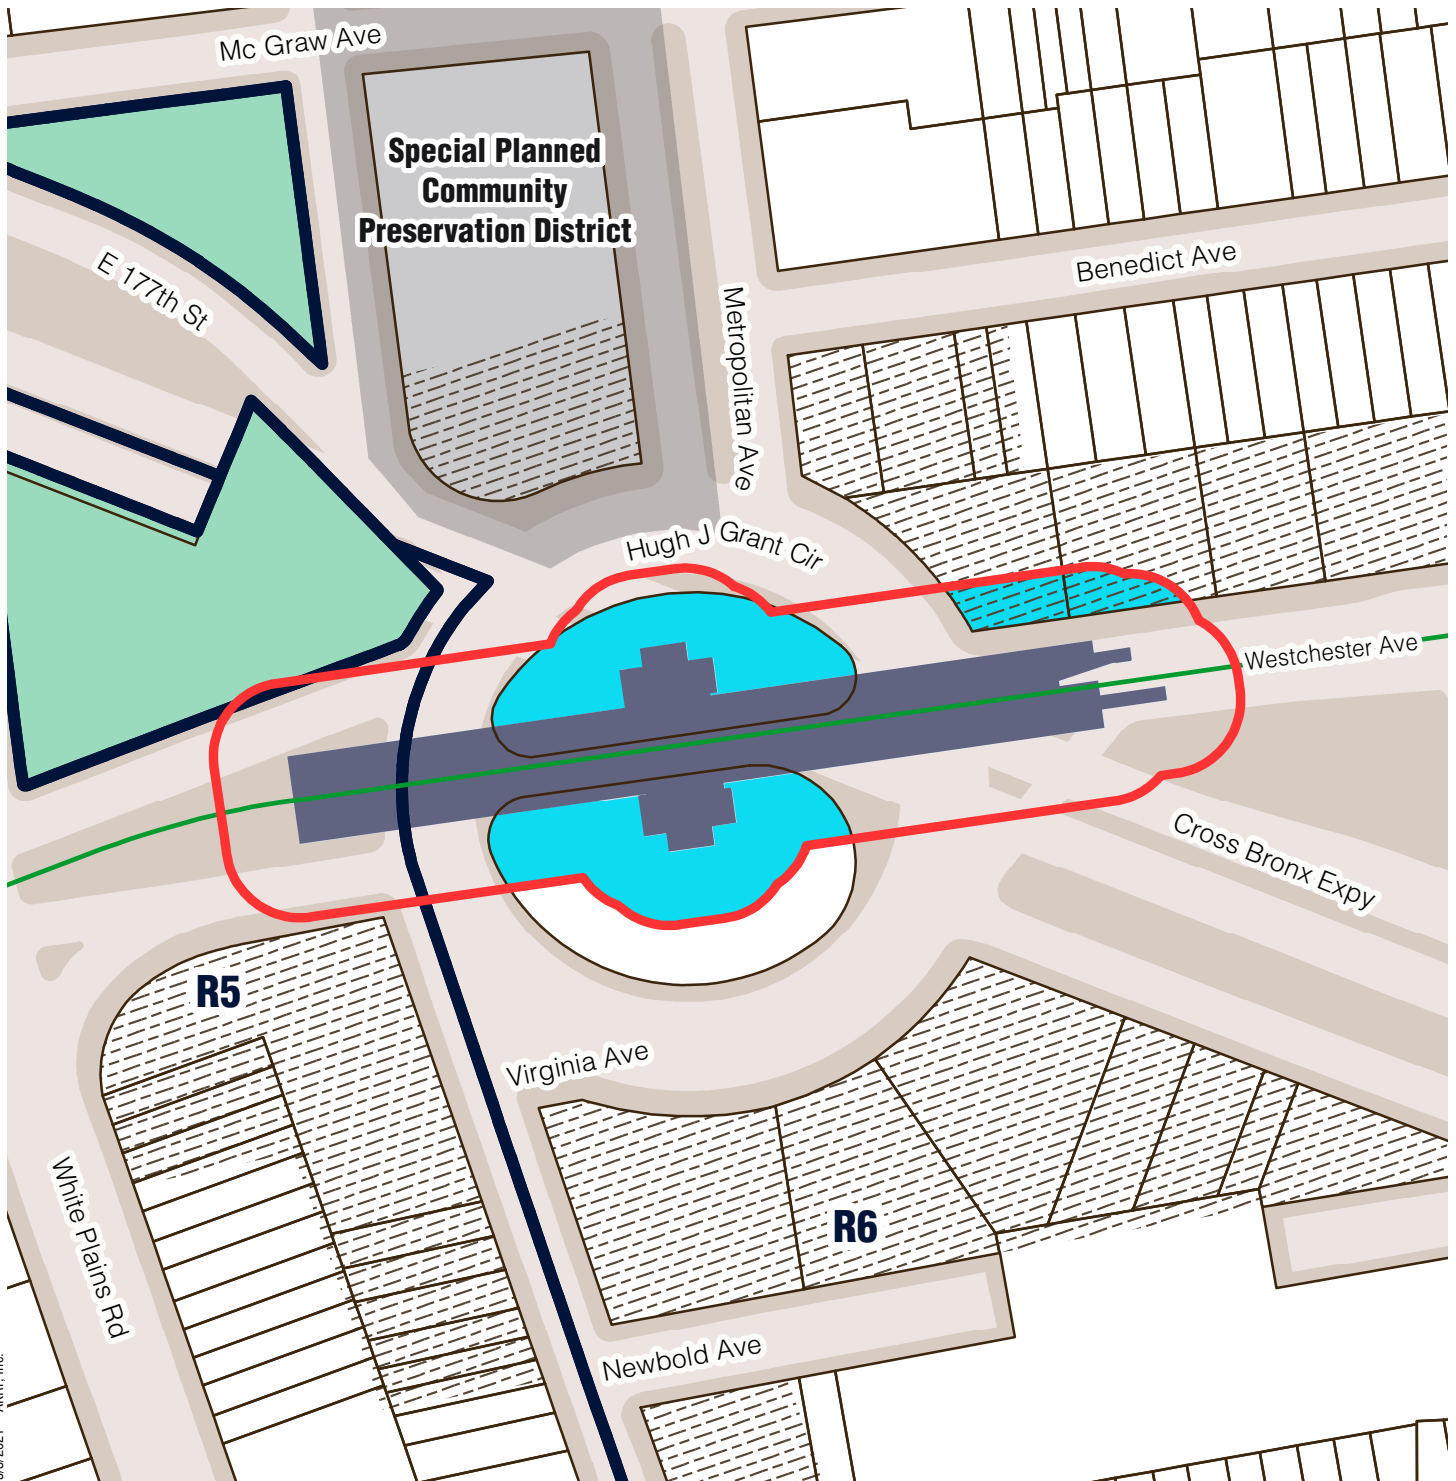 Mc Graw Ave
Special Planned
Community
Preservation District
E 177th St
Benedict Ave
Metropolitan Ave
Hugh J Grant Cir
Westchester Ave
Cross Bronx Expy
R5
Virginia Ave
White Plains Rd
R6
Newbold Ave